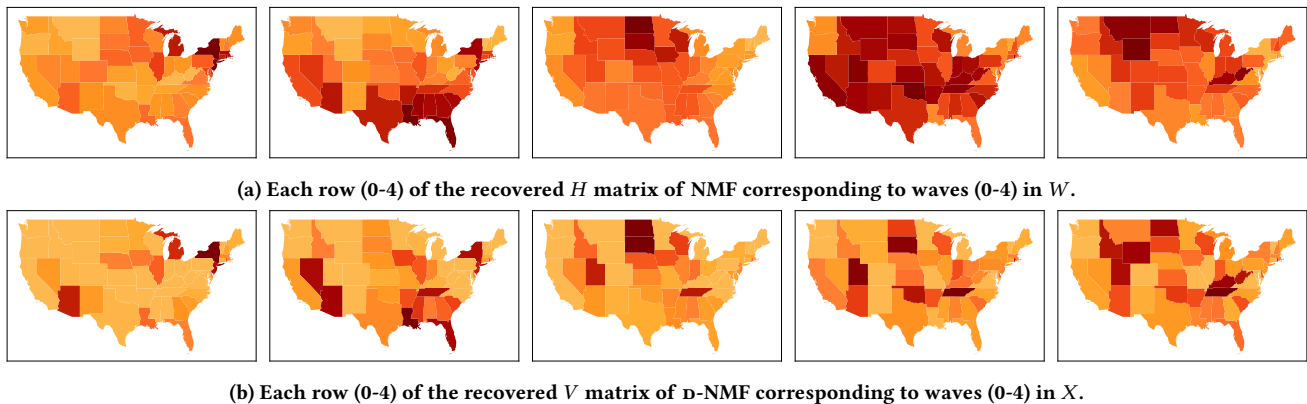 (a) Each row (0-4) of the recovered H matrix of NMF corresponding to waves (0-4) in W.
(b) Each row (0-4) of the recovered V matrix of D-NMF corresponding to waves (0-4) in X.